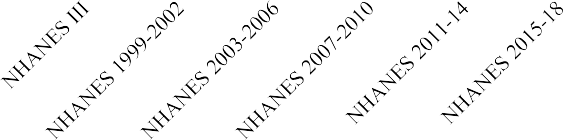 NHANES III
NHANES 1999-2002
NHANES 2003-2006
NHANES 2007-2010
NHANES 2011-14
NHANES 2015-18